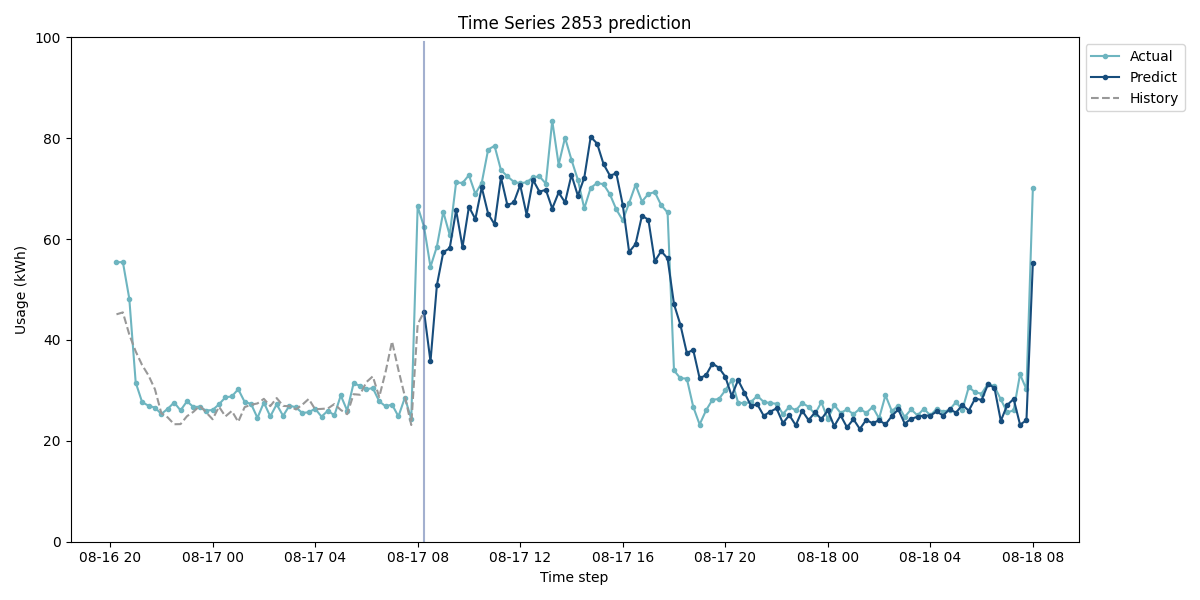 Time Series 2853 prediction
100
80
60
40
20
0
Usage (kWh)
08-16 20
08-17 00
08-17 04
08-17 08
08-17 12
08-17 16
08-17 20
08-18 00
08-18 04
08-18 08
Time step
Actual
Predict
History